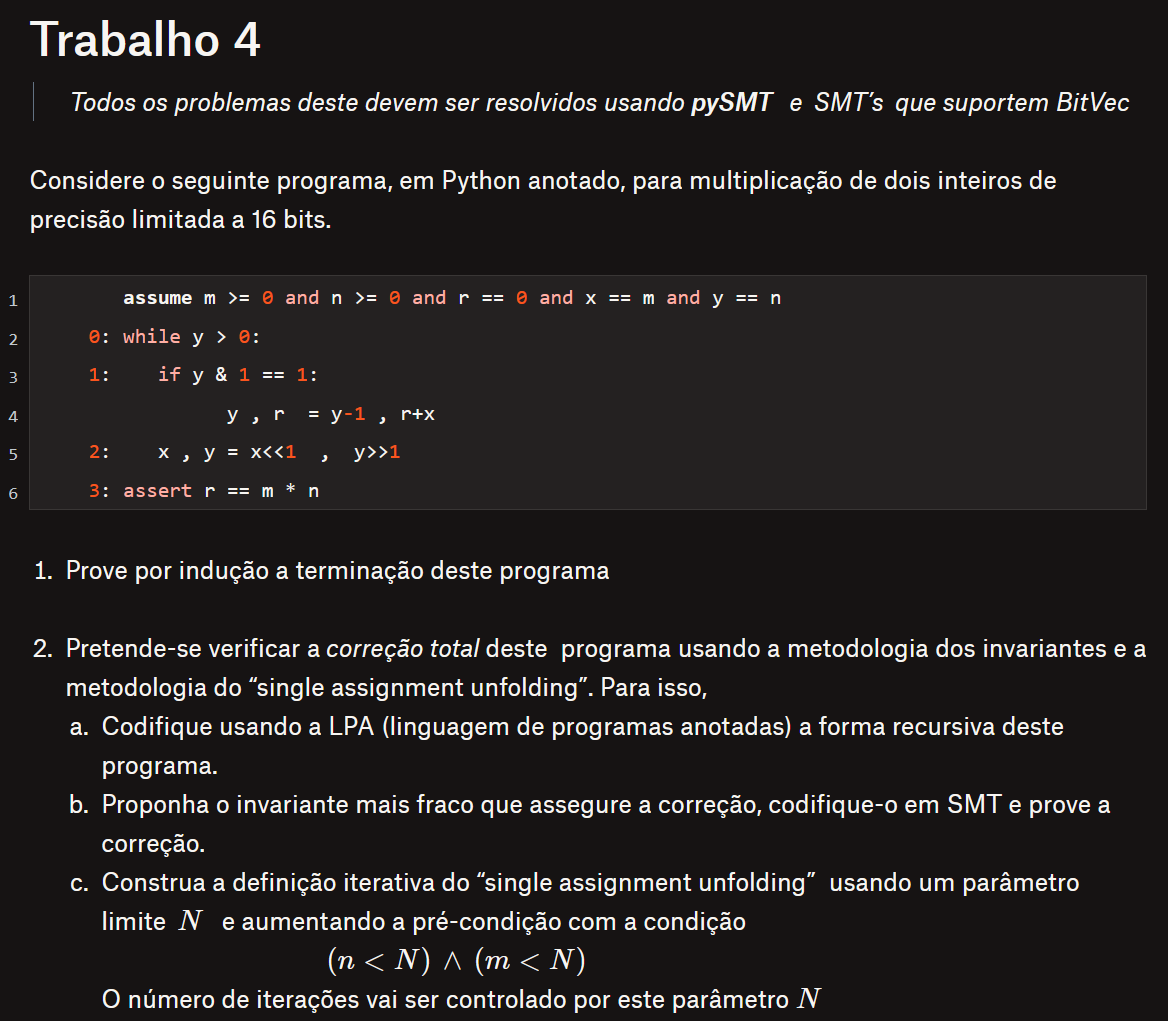 Trabalho 4
Todos os problemas deste devem ser resolvidos usando pySMT e SMT’s que suportem BitVec
Considere o seguinte programa, em Python anotado, para multiplicação de dois inteiros de
precisão limitada a 16 bits.
1 assume m >= 0 and n >= 0 and r == 0 and x == m and y == n
2 0: while y > 0:
3 1: if y & 1 == 1:
4 y , r = y-1 , r+x
5 2: x , y = x<<1 , y>>1
6 3: assert r == m * n
1. Prove por indução a terminação deste programa
2. Pretende-se verificar a correção total deste programa usando a metodologia dos invariantes e a
metodologia do “single assignment unfolding”. Para isso,
a. Codifique usando a LPA (linguagem de programas anotadas) a forma recursiva deste
programa.
b. Proponha o invariante mais fraco que assegure a correção, codifique-o em SMT e prove a
correção.
c. Construa a definição iterativa do “single assignment unfolding” usando um parâmetro
limite N e aumentando a pré-condição com a condição
(n < N) ∧ (m < N)
O número de iterações vai ser controlado por este parâmetro N